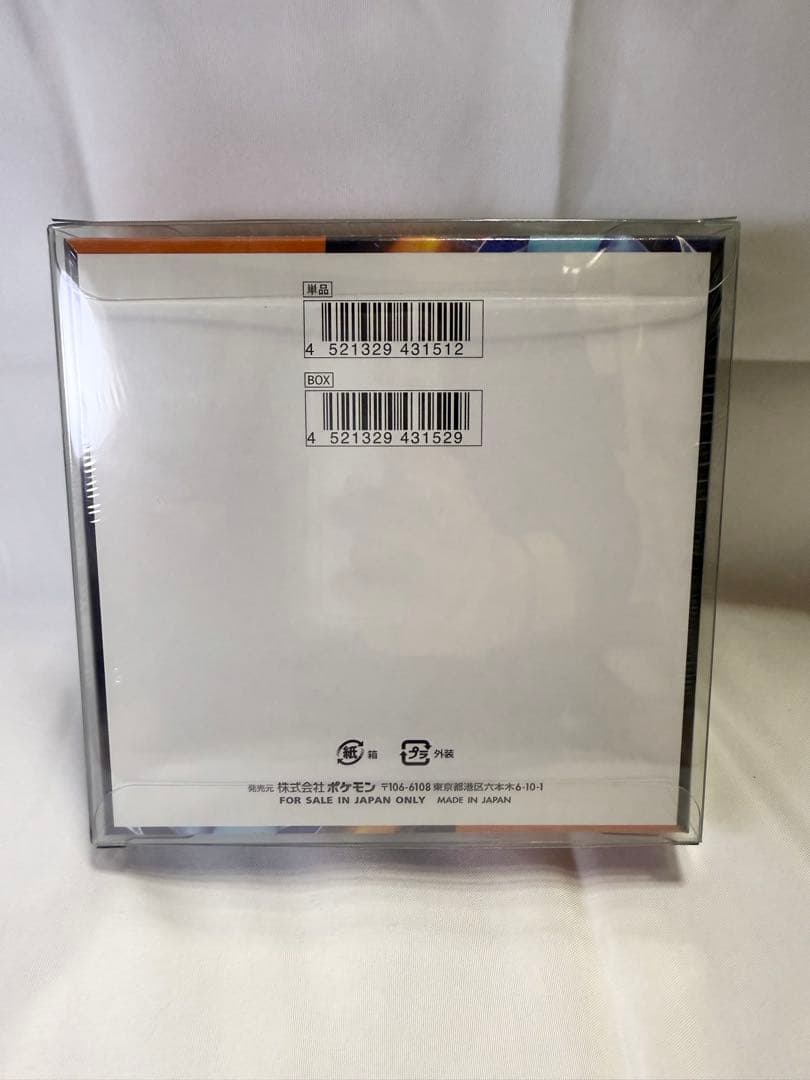 単品
4 521329 431512
BOX
4 521329 431529
紙 箱 プラ 外装
発売元 株式会社ポケモン 〒106-6108 東京都港区六本木6-10-1
FOR SALE IN JAPAN ONLY MADE IN JAPAN